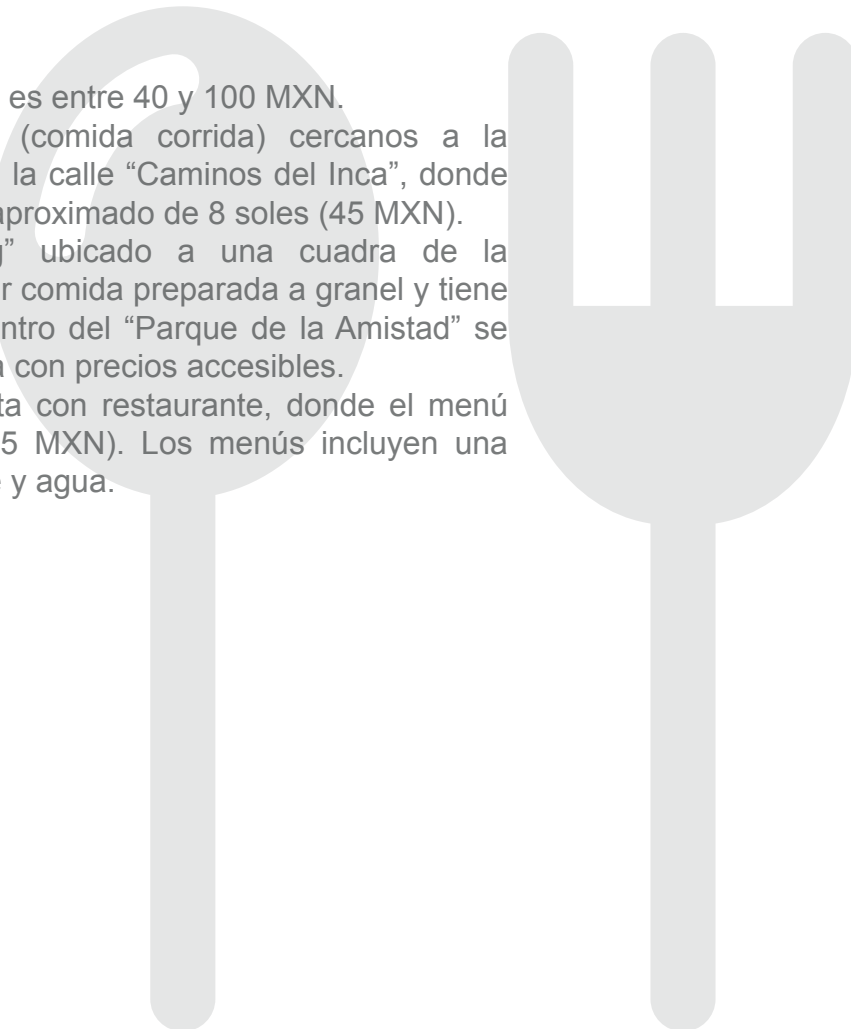 es entre 40 y 100 MXN.
(comida corrida) cercanos a la
la calle “Caminos del Inca”, donde
aproximado de 8 soles (45 MXN).
” ubicado a una cuadra de la
r comida preparada a granel y tiene
ntro del “Parque de la Amistad” se
a con precios accesibles.
ta con restaurante, donde el menú
5 MXN). Los menús incluyen una
e y agua.